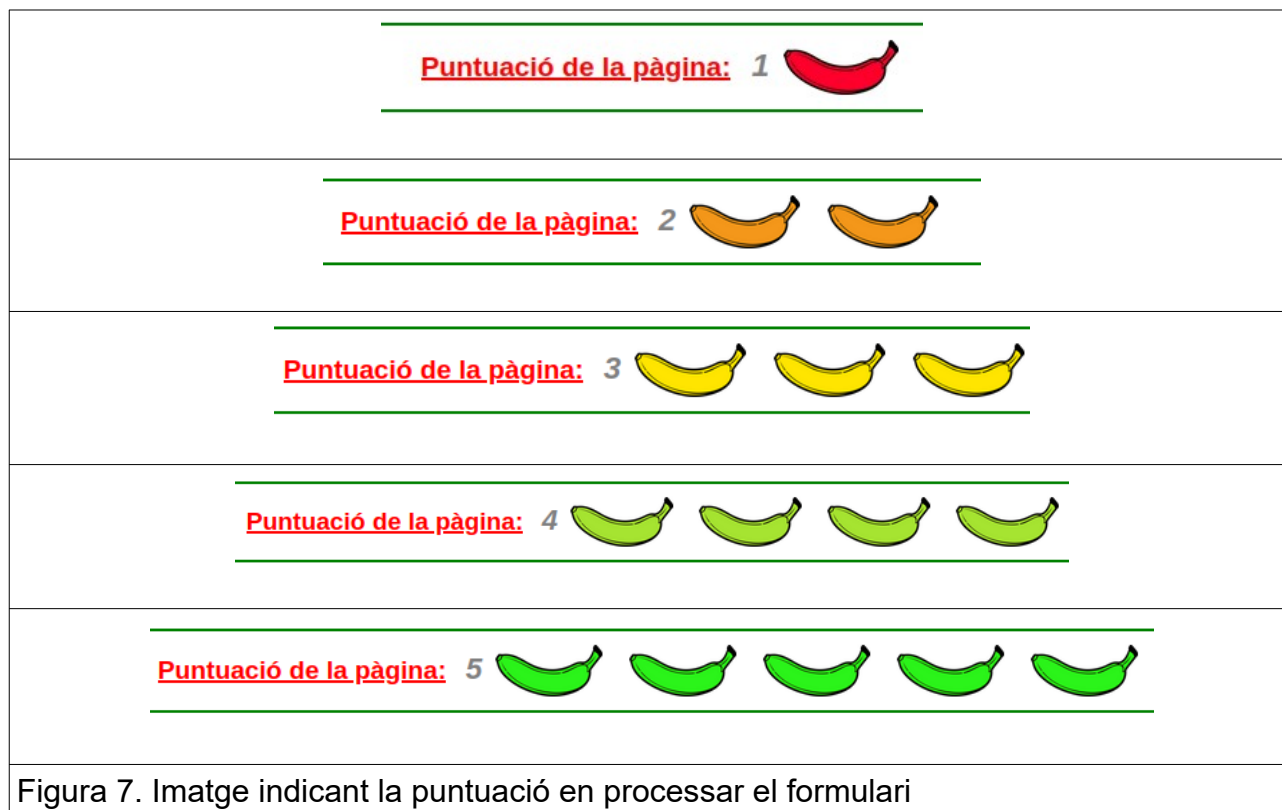 Puntuació de la pàgina: 1
Puntuació de la pàgina: 2
Puntuació de la pàgina: 3
Puntuació de la pàgina: 4
Puntuació de la pàgina: 5
Figura 7. Imatge indicant la puntuació en processar el formulari